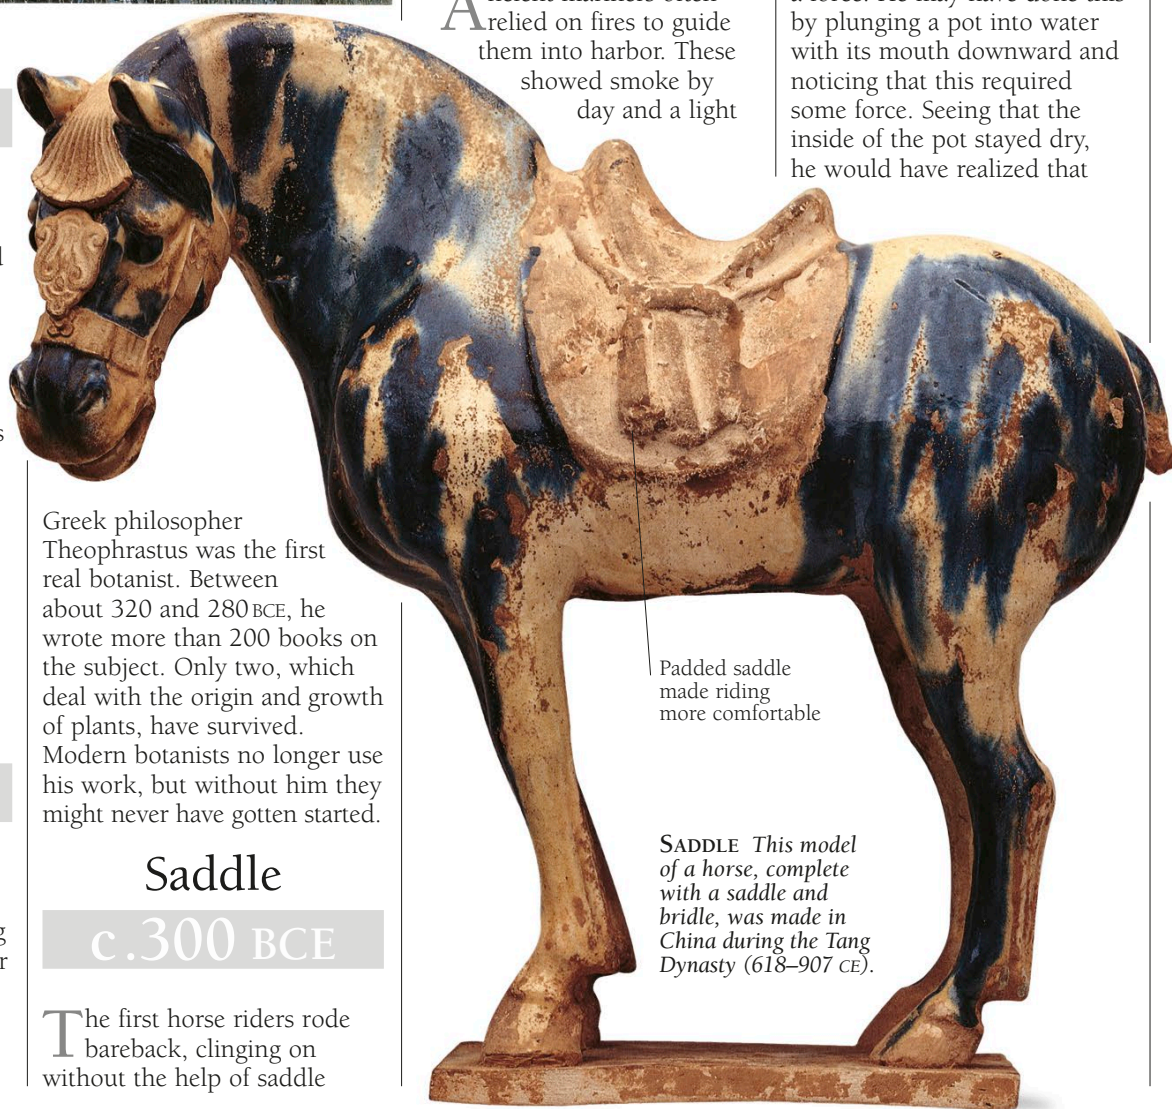 Greek philosopher
Theophrastus was the first
real botanist. Between
about 320 and 280 BCE, he
wrote more than 200 books on
the subject. Only two, which
deal with the origin and growth
of plants, have survived.
Modern botanists no longer use
his work, but without him they
might never have gotten started.
Saddle
c.300 BCE
The first horse riders rode
bareback, clinging on
without the help of saddle
relied on fires to guide
them into harbor. These
showed smoke by
day and a light
by plunging a pot into water
with its mouth downward and
noticing that this required
some force. Seeing that the
inside of the pot stayed dry,
he would have realized that
Padded saddle
made riding
more comfortable
SADDLE This model
of a horse, complete
with a saddle and
bridle, was made in
China during the Tang
Dynasty (618–907 CE).